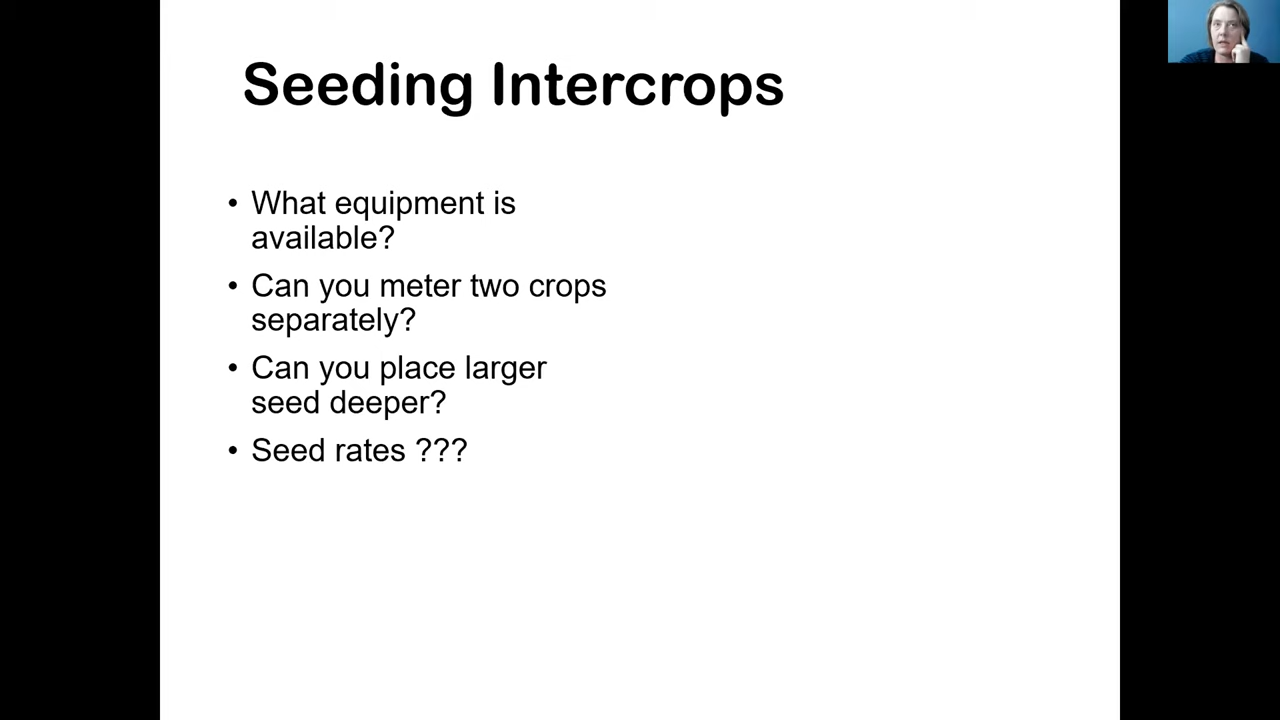 Seeding Intercrops
• What equipment is
available?
• Can you meter two crops
separately?
• Can you place larger
seed deeper?
• Seed rates ???